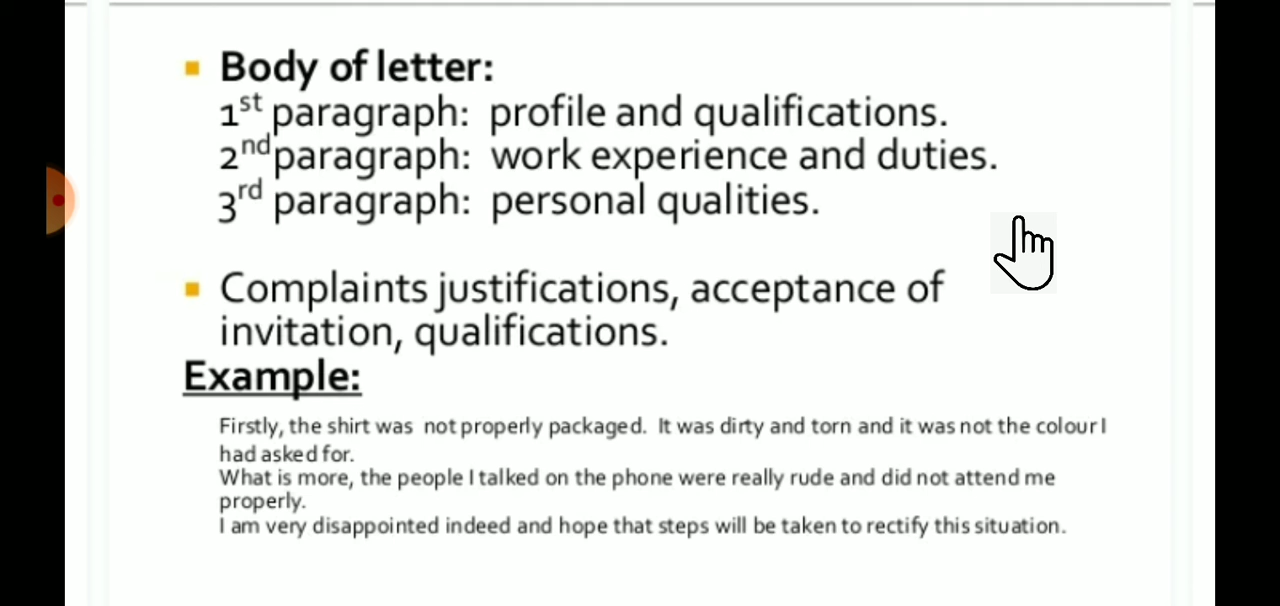 Body of letter:
1st paragraph: profile and qualifications.
2nd paragraph: work experience and duties.
3rd paragraph: personal qualities.
Complaints justifications, acceptance of
invitation, qualifications.
Example:
Firstly, the shirt was not properly packaged. It was dirty and torn and it was not the colour I
had asked for.
What is more, the people I talked on the phone were really rude and did not attend me
properly.
I am very disappointed indeed and hope that steps will be taken to rectify this situation.